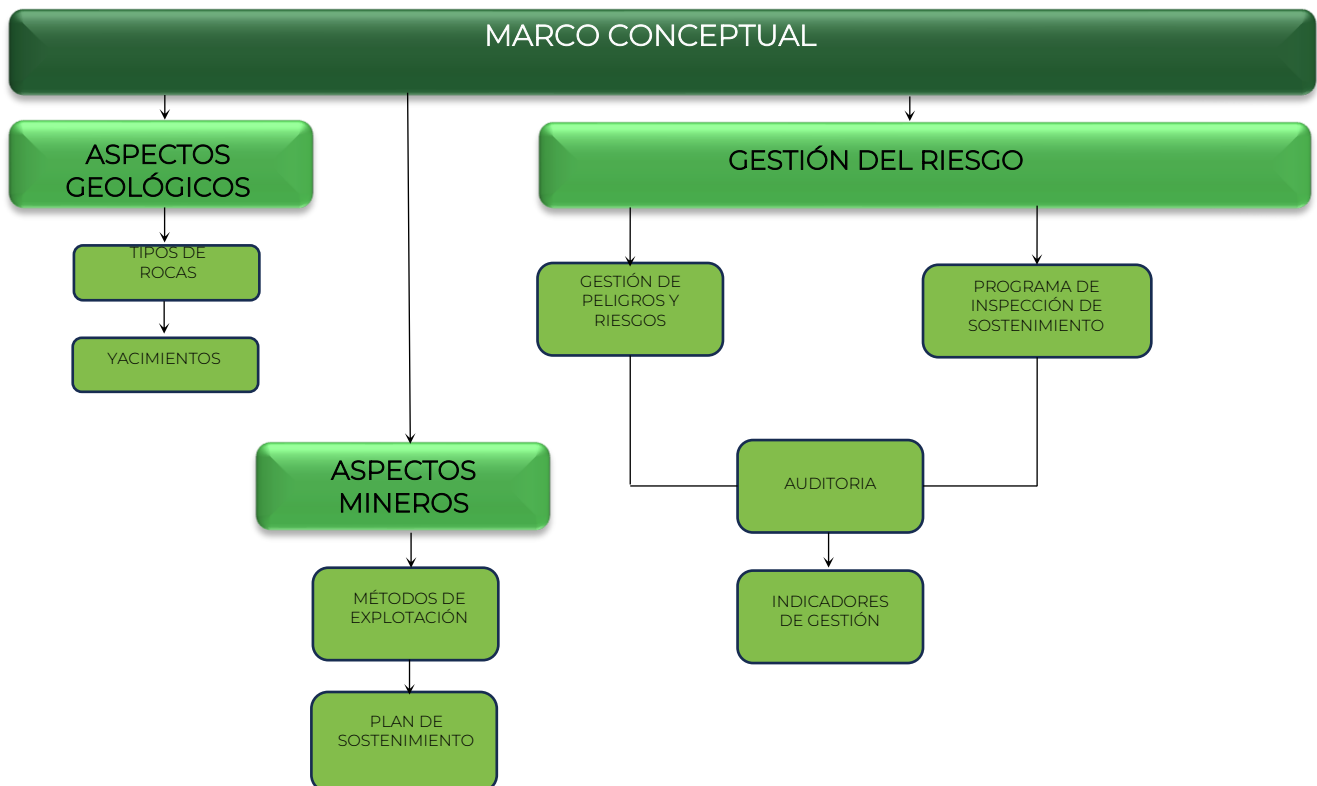 MARCO CONCEPTUAL
ASPECTOS
GEOLÓGICOS
GESTIÓN DEL RIESGO
TIPOS DE
ROCAS
YACIMIENTOS
GESTIÓN DE
PELIGROS Y
RIESGOS
PROGRAMA DE
INSPECCIÓN DE
SOSTENIMIENTO
ASPECTOS
MINEROS
AUDITORIA
MÉTODOS DE
EXPLOTACIÓN
INDICADORES
DE GESTIÓN
PLAN DE
SOSTENIMIENTO